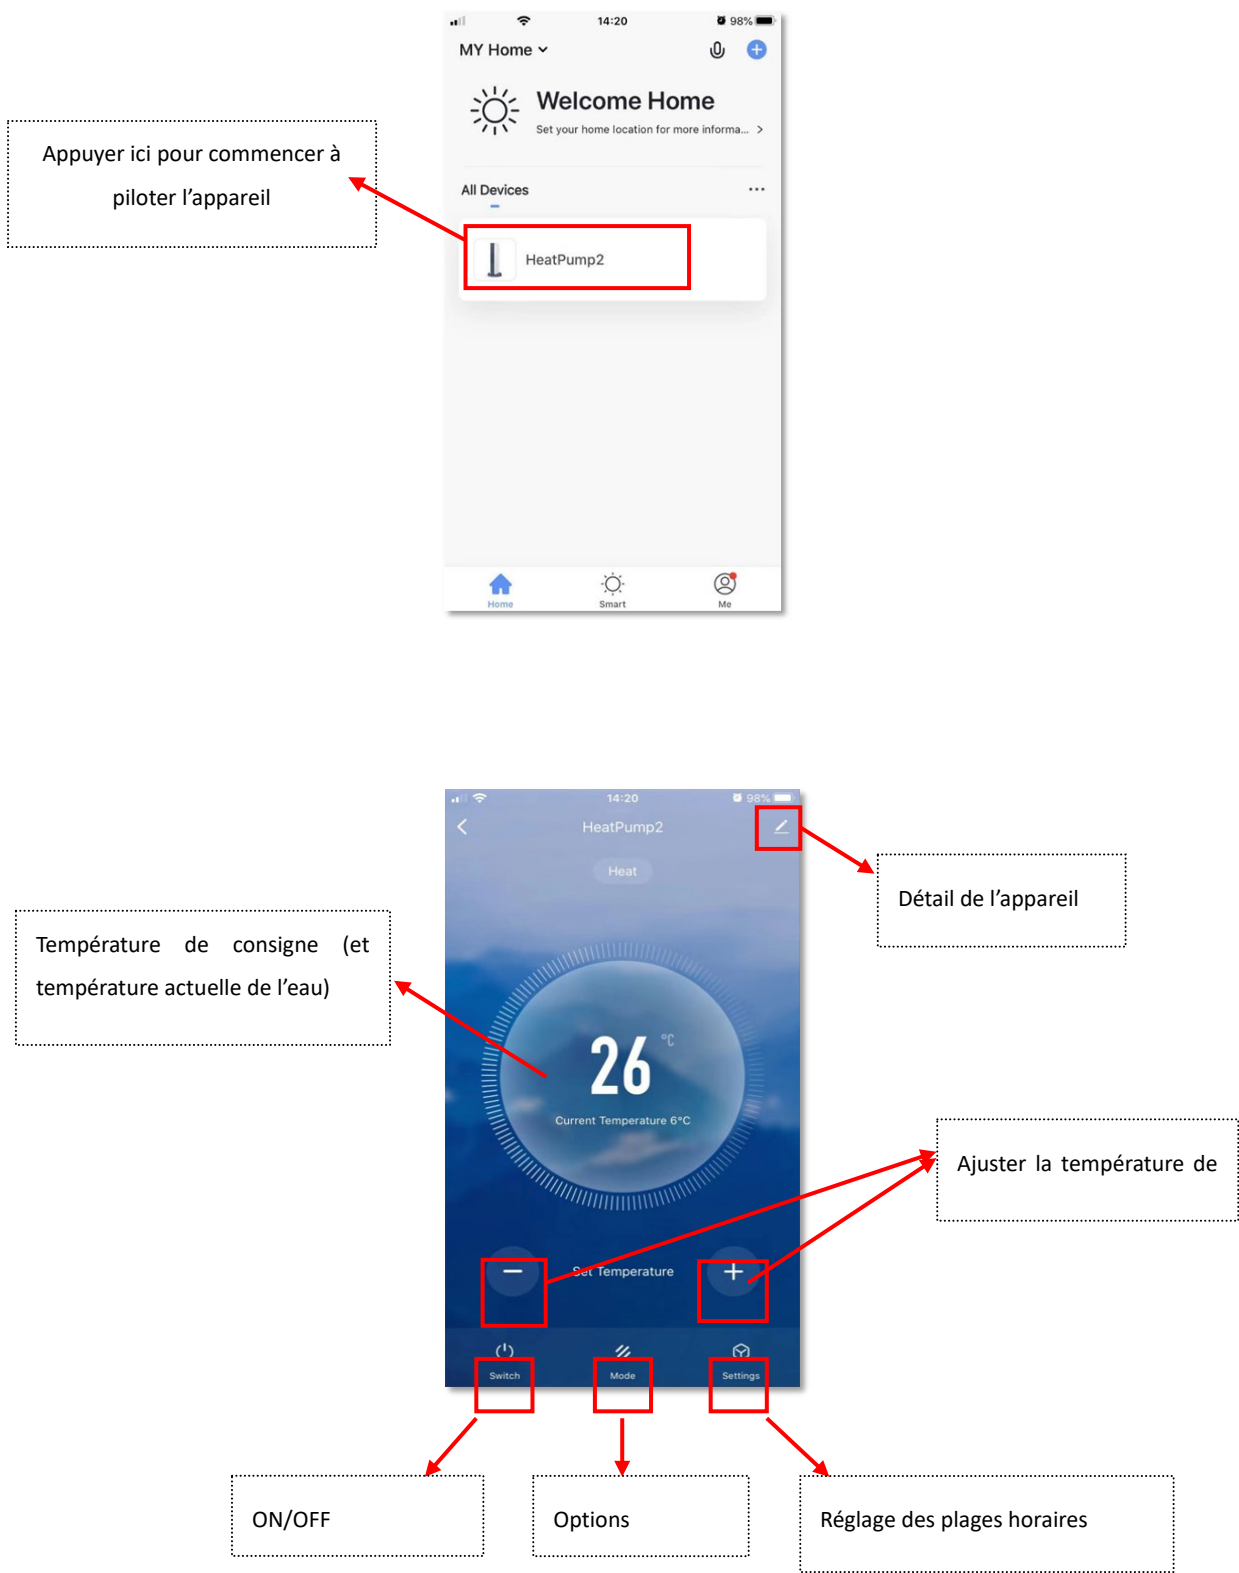 14:20
98%
MY Home
Welcome Home
Set your home location for more informa...
Appuyer ici pour commencer à
piloter l’appareil
All Devices
HeatPump2
Home
Smart
Me
14:20
98%
HeatPump2
Heat
Détail de l’appareil
Température de consigne (et
température actuelle de l’eau)
26 °C
Current Temperature 6°C
Ajuster la température de
Set Temperature
Switch
Mode
Settings
ON/OFF
Options
Réglage des plages horaires